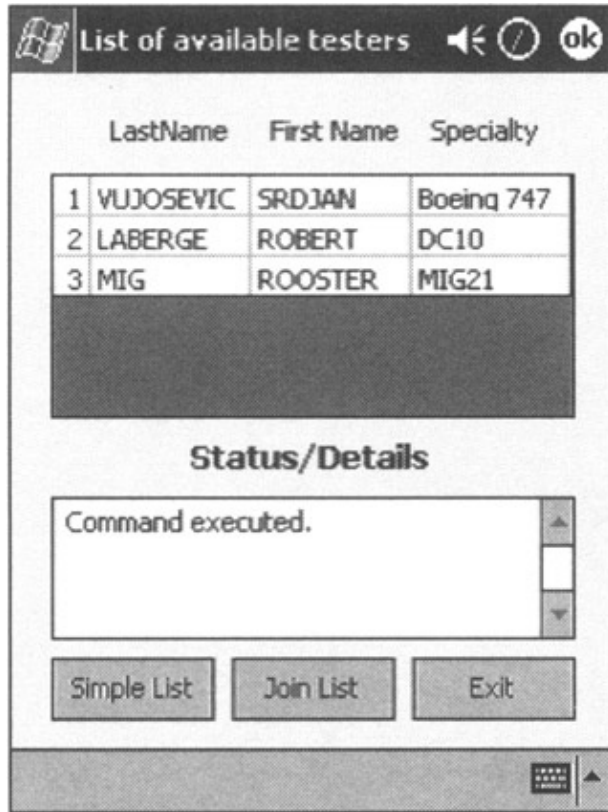 List of available testers ok
LastName First Name Specialty
1 VUJOSEVIC SRDJAN Boeing 747
2 LABERGE ROBERT DC10
3 MIG ROOSTER MIG21
Status/Details
Command executed.
Simple List Join List Exit